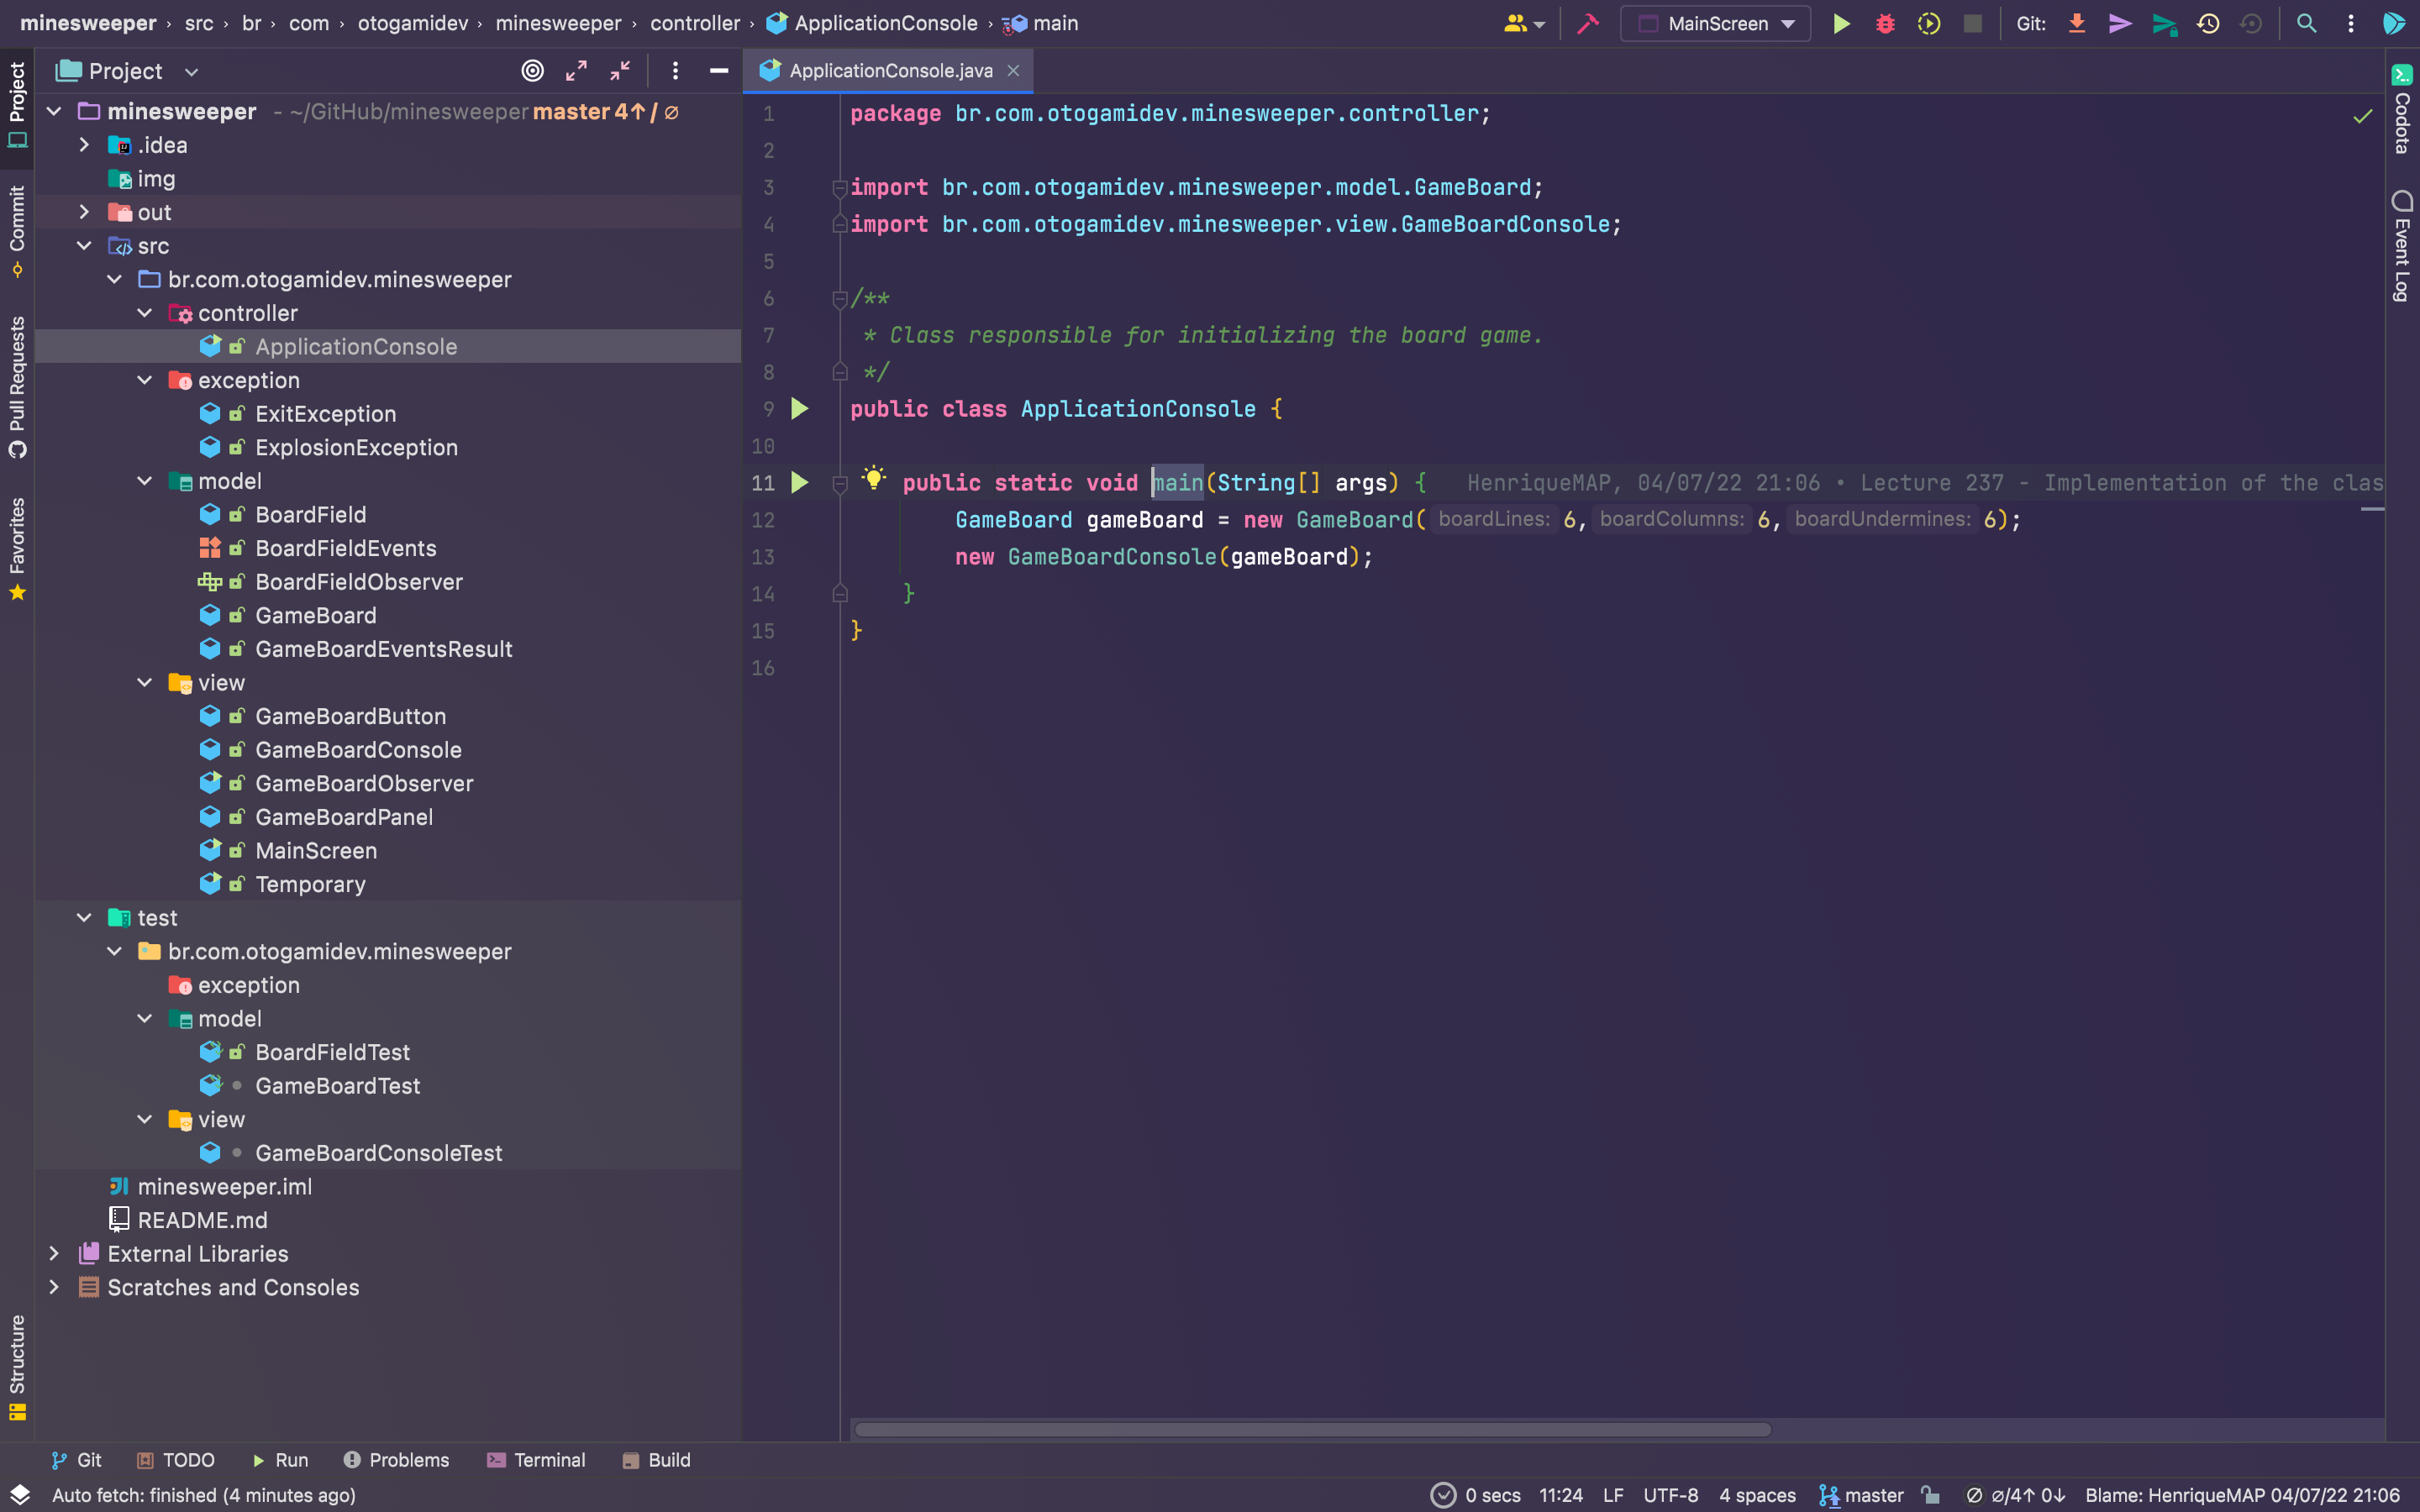 minesweeper › src › br › com › otogamidev › minesweeper › controller › ApplicationConsole › main
MainScreen
Git:
Project
ApplicationConsole.java
Project
Commit
Pull Requests
Favorites
Structure
minesweeper - ~/GitHub/minesweeper master 4↑ / ∅
.idea
img
out
src
br.com.otogamidev.minesweeper
controller
ApplicationConsole
exception
ExitException
ExplosionException
model
BoardField
BoardFieldEvents
BoardFieldObserver
GameBoard
GameBoardEventsResult
view
GameBoardButton
GameBoardConsole
GameBoardObserver
GameBoardPanel
MainScreen
Temporary
test
br.com.otogamidev.minesweeper
exception
model
BoardFieldTest
GameBoardTest
view
GameBoardConsoleTest
minesweeper.iml
README.md
External Libraries
Scratches and Consoles
1 package br.com.otogamidev.minesweeper.controller;
2
3 import br.com.otogamidev.minesweeper.model.GameBoard;
4 import br.com.otogamidev.minesweeper.view.GameBoardConsole;
5
6 /**
7 * Class responsible for initializing the board game.
8 */
9 public class ApplicationConsole {
10
11 public static void main(String[] args) { HenriqueMAP, 04/07/22 21:06 • Lecture 237 - Implementation of the clas
12 GameBoard gameBoard = new GameBoard( boardLines: 6, boardColumns: 6, boardUndermines: 6);
13 new GameBoardConsole(gameBoard);
14 }
15 }
16
Codota
Event Log
Git TODO Run Problems Terminal Build
Auto fetch: finished (4 minutes ago)
0 secs 11:24 LF UTF-8 4 spaces master ∅/4↑ 0↓ Blame: HenriqueMAP 04/07/22 21:06